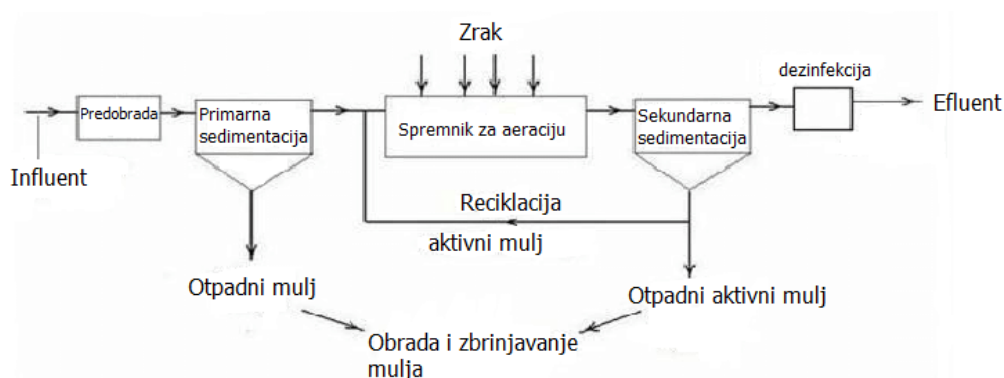 Zrak
dezinfekcija
Predobrada
Primarna
sedimentacija
Spremnik za aeraciju
Sekundarna
sedimentacija
Efluent
Influent
Reciklacija
aktivni mulj
Otpadni mulj
Otpadni aktivni mulj
Obrada i zbrinjavanje
mulja